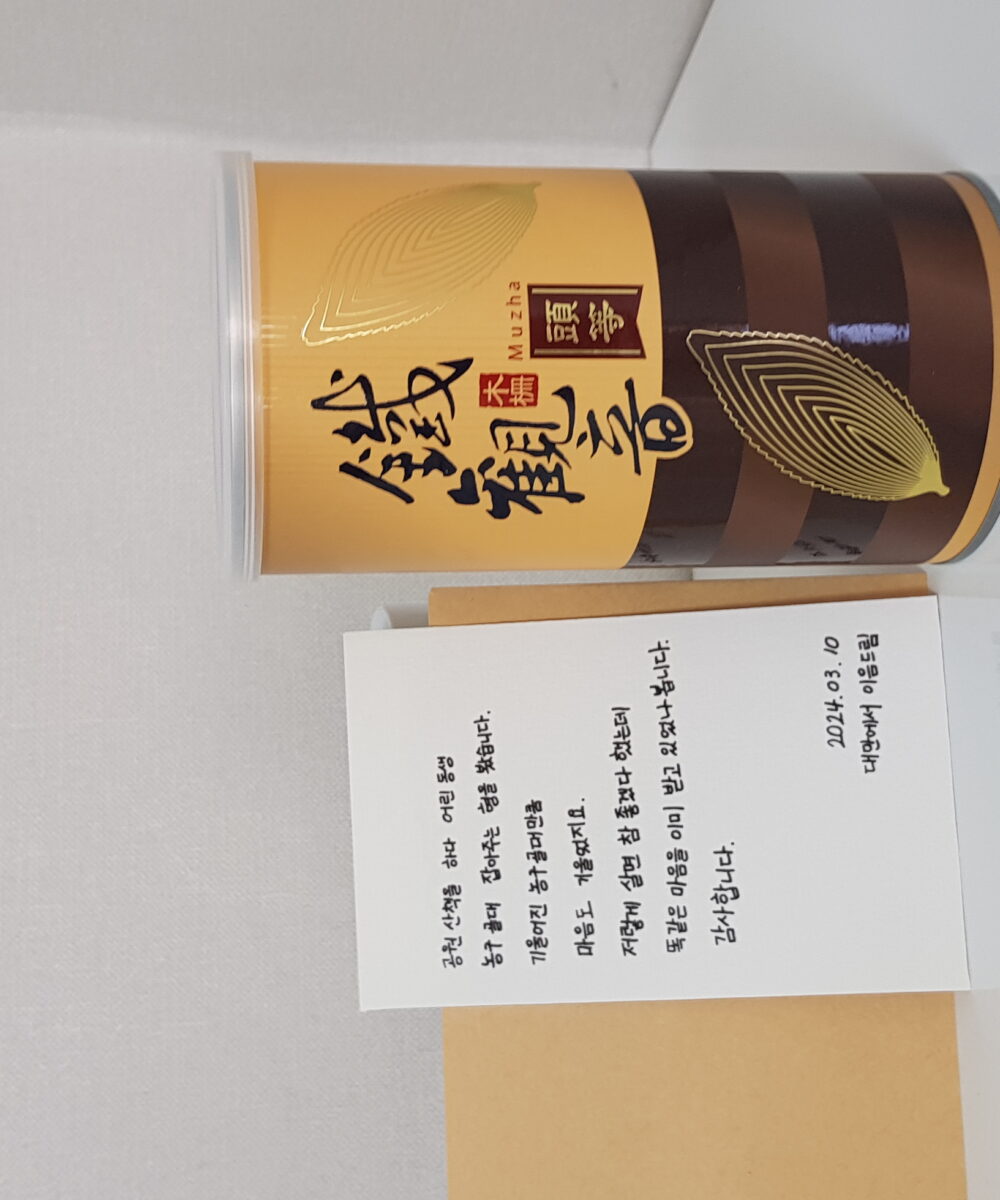 공원 산책을 하다 어린 동생
농구 골대 잡아주는 형을 봤습니다.
기울어진 농구골대만큼
마음도 기울었지요.
저렇게 살면 참 좋겠다 했는데
똑같은 마음을 이미 받고 있었나 봅니다.
감사합니다.
2024.03.10
대만에서 이음드림
鐵觀音
木柵
Muzha
頭等